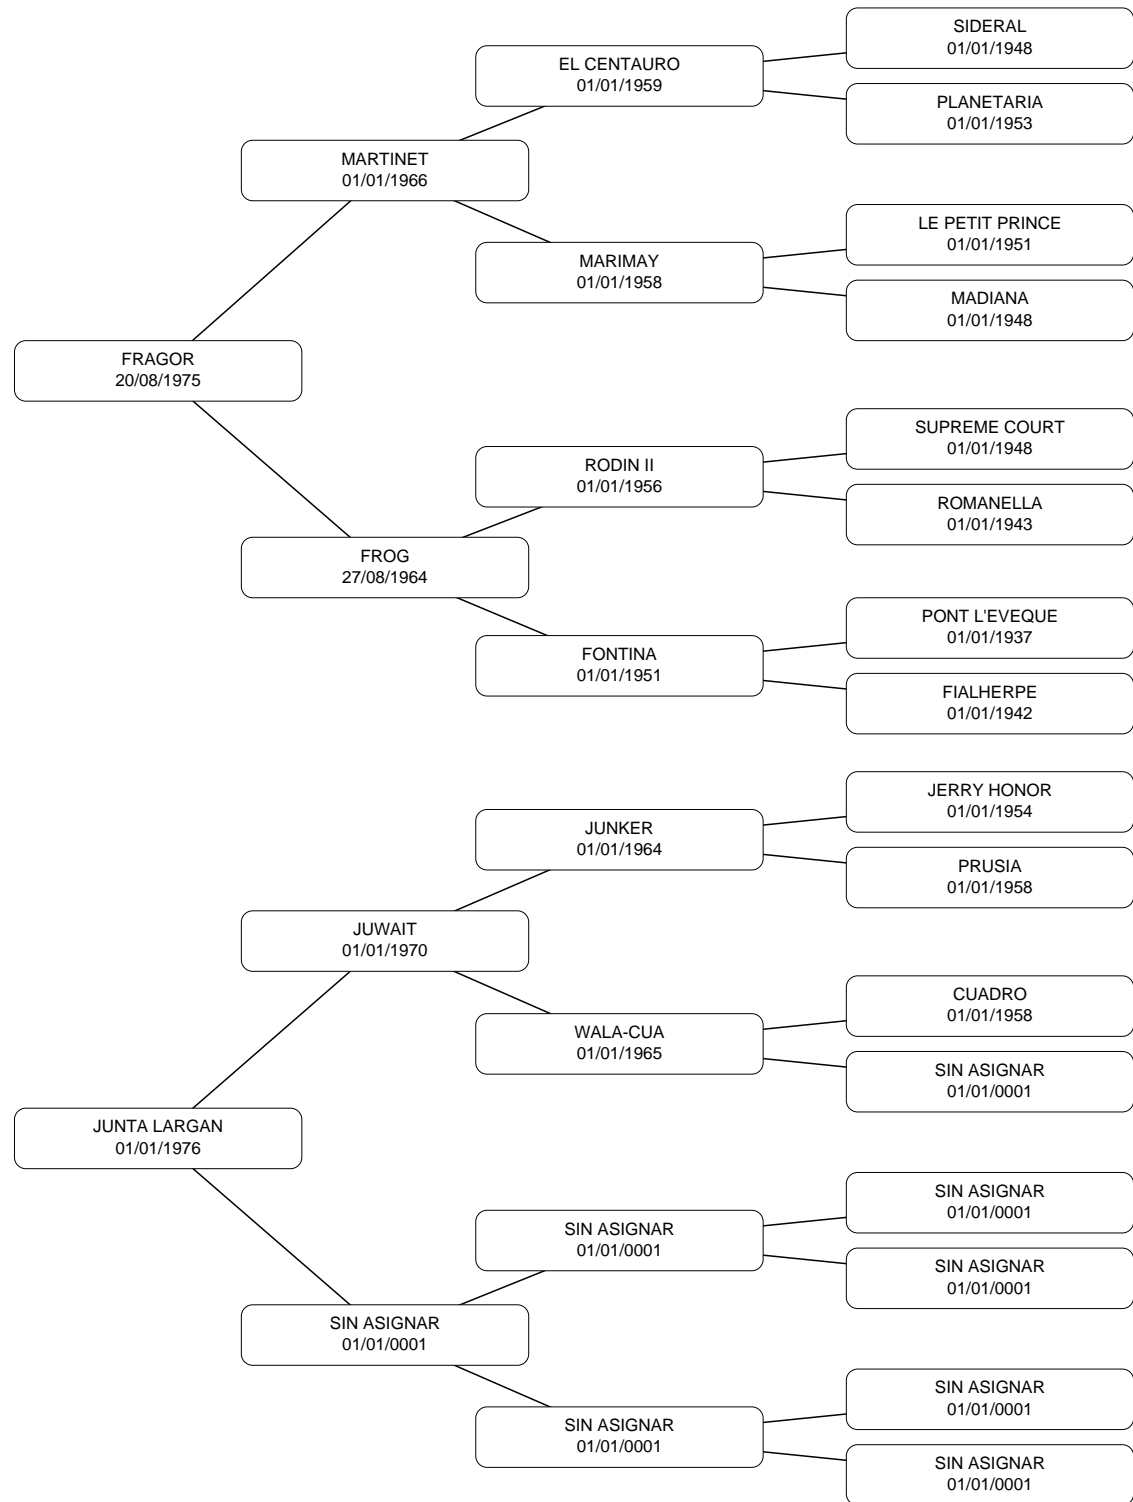 SIDERAL
01/01/1948
EL CENTAURO
01/01/1959
PLANETARIA
01/01/1953
MARTINET
01/01/1966
LE PETIT PRINCE
01/01/1951
MARIMAY
01/01/1958
MADIANA
01/01/1948
FRAGOR
20/08/1975
SUPREME COURT
01/01/1948
RODIN II
01/01/1956
ROMANELLA
01/01/1943
FROG
27/08/1964
PONT L'EVEQUE
01/01/1937
FONTINA
01/01/1951
FIALHERPE
01/01/1942
JERRY HONOR
01/01/1954
JUNKER
01/01/1964
PRUSIA
01/01/1958
JUWAIT
01/01/1970
CUADRO
01/01/1958
WALA-CUA
01/01/1965
SIN ASIGNAR
01/01/0001
JUNTA LARGAN
01/01/1976
SIN ASIGNAR
01/01/0001
SIN ASIGNAR
01/01/0001
SIN ASIGNAR
01/01/0001
SIN ASIGNAR
01/01/0001
SIN ASIGNAR
01/01/0001
SIN ASIGNAR
01/01/0001
SIN ASIGNAR
01/01/0001